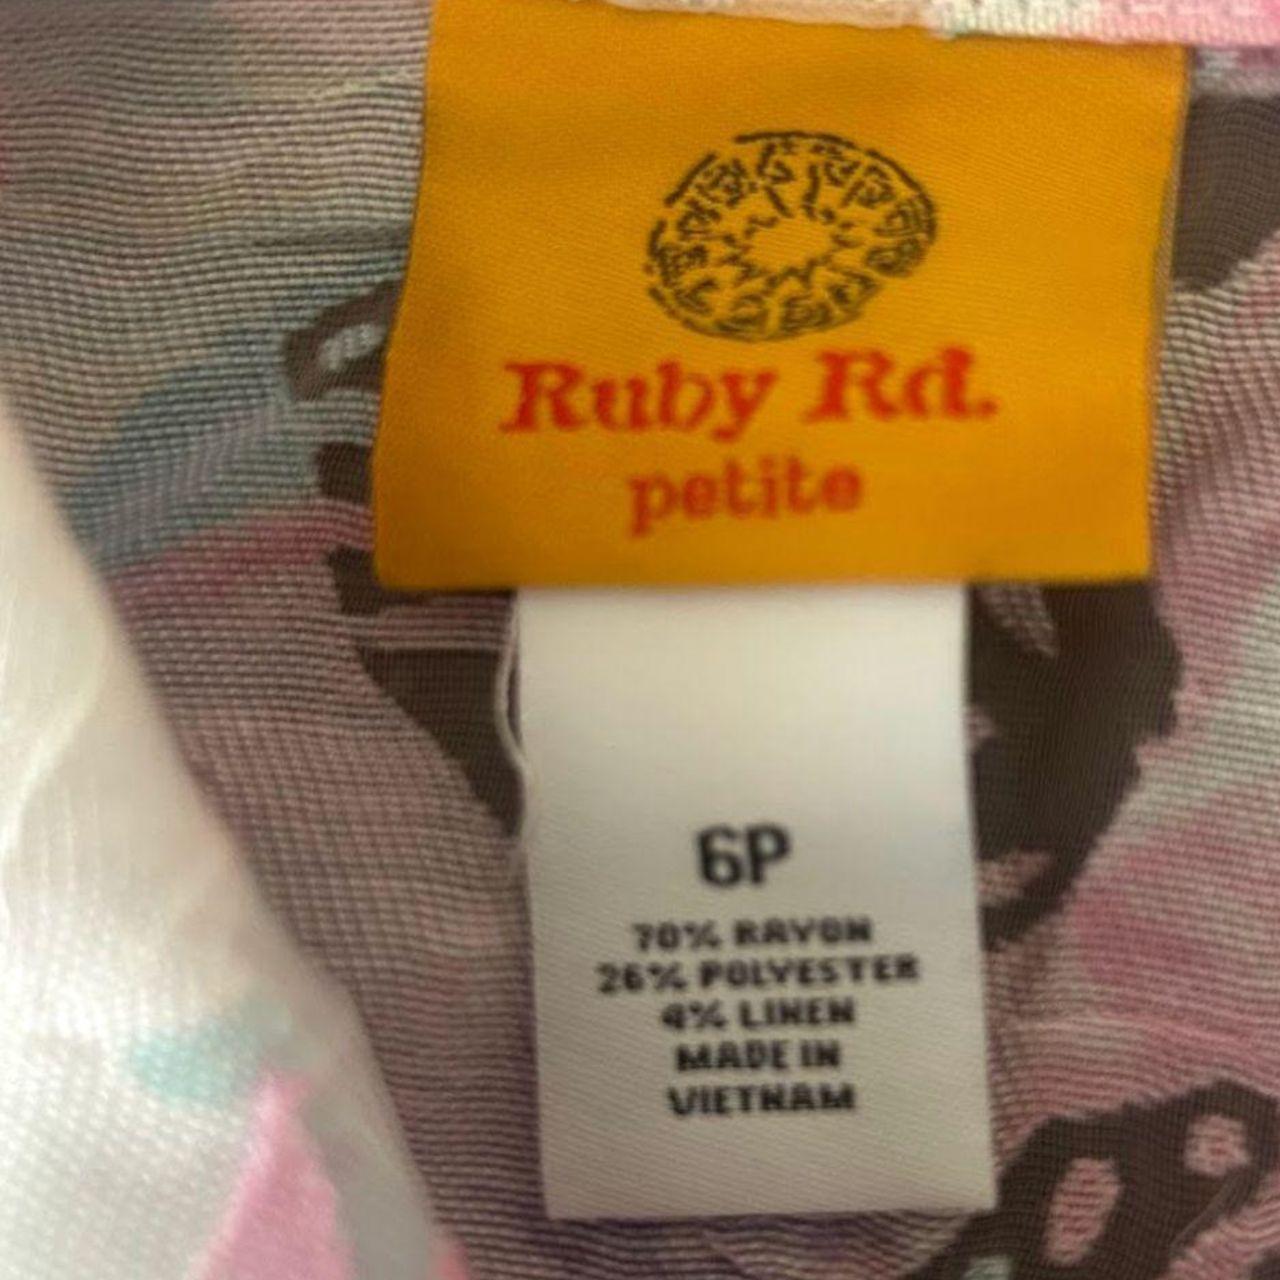 Ruby Rd.
petite
6P
70% RAYON
26% POLYESTER
4% LINEN
MADE IN
VIETNAM